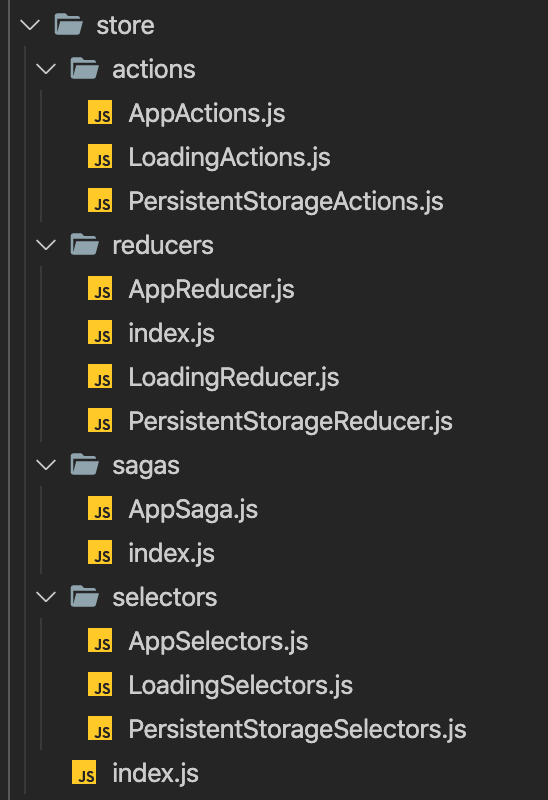 store
actions
JS AppActions.js
JS LoadingActions.js
JS PersistentStorageActions.js
reducers
JS AppReducer.js
JS index.js
JS LoadingReducer.js
JS PersistentStorageReducer.js
sagas
JS AppSaga.js
JS index.js
selectors
JS AppSelectors.js
JS LoadingSelectors.js
JS PersistentStorageSelectors.js
JS index.js